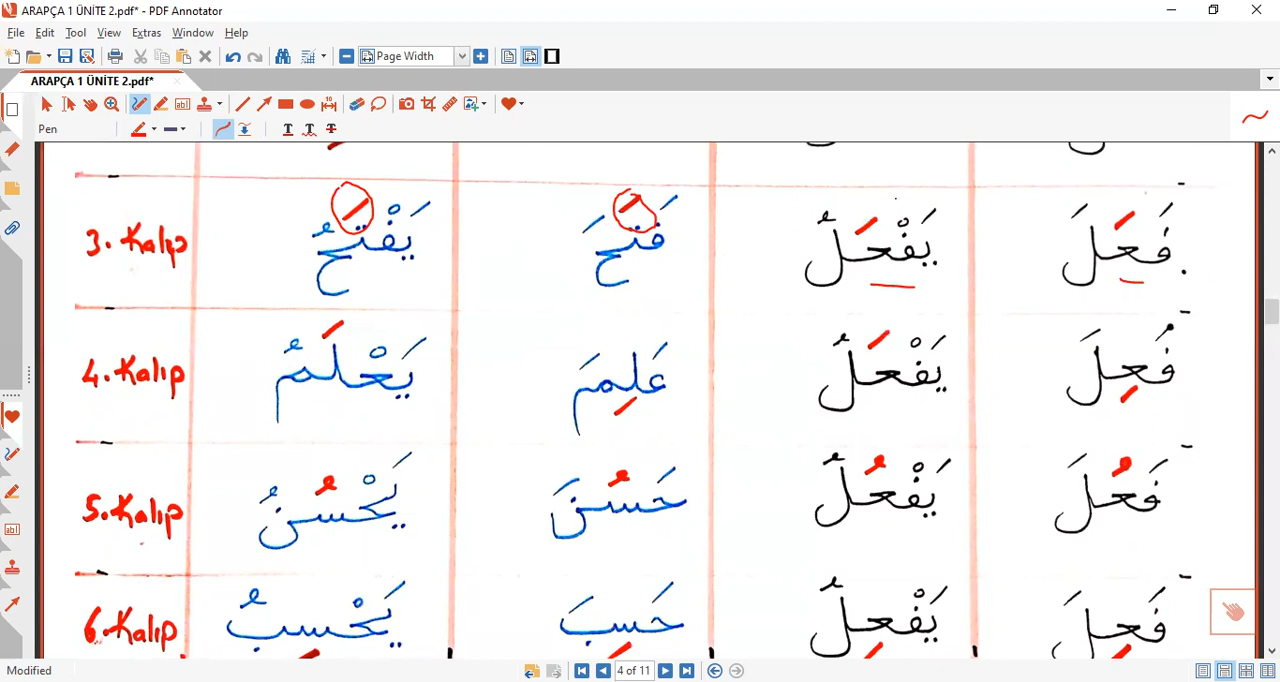 ARAPÇA 1 ÜNİTE 2.pdf* - PDF Annotator
File Edit Tool View Extras Window Help
Page Width
ARAPÇA 1 ÜNİTE 2.pdf*
Pen
فَعَلَ يَفْعَلُ فَتَحَ يَفْتَحُ 3. Kalıp
فَعِلَ يَفْعَلُ عَلِمَ يَعْلَمُ 4. Kalıp
فَعُلَ يَفْعُلُ حَسُنَ يَحْسُنُ 5. Kalıp
فَعِلَ يَفْعِلُ حَسِبَ يَحْسِبُ 6. Kalıp
Modified
4 of 11